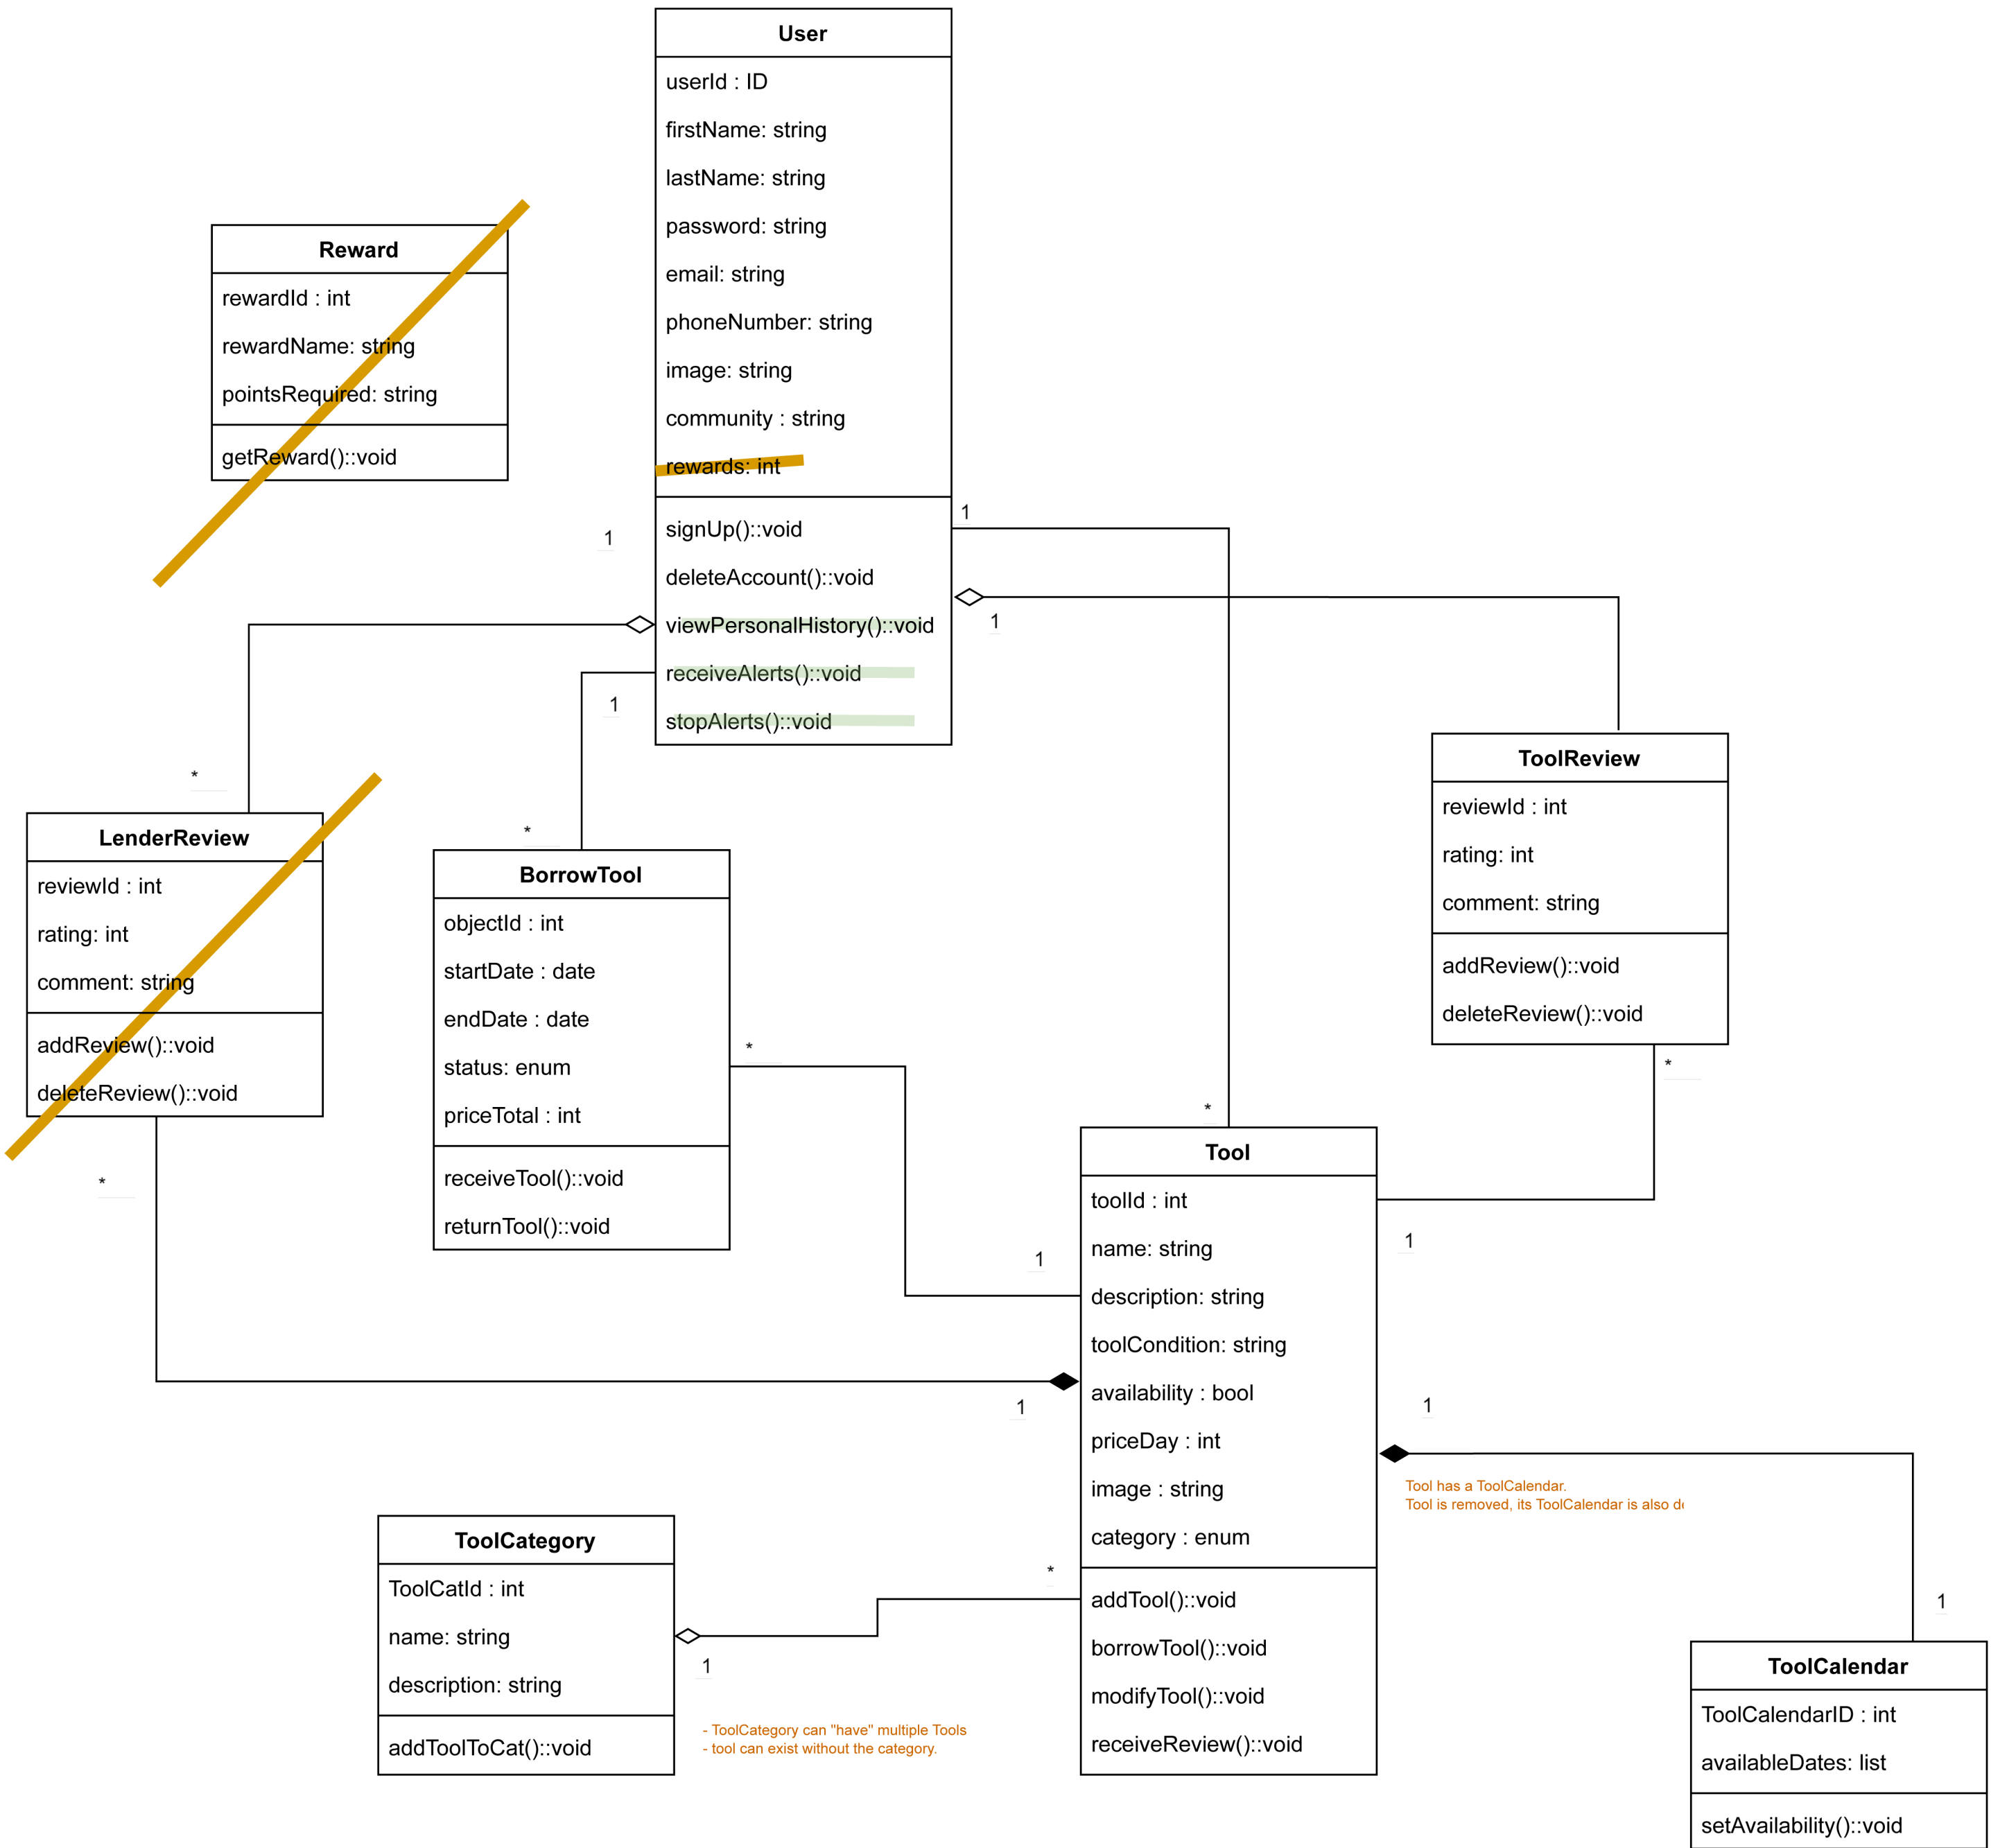 User
userId : ID
firstName: string
lastName: string
password: string
email: string
phoneNumber: string
image: string
community : string
rewards: int
signUp()::void
deleteAccount()::void
viewPersonalHistory()::void
receiveAlerts()::void
stopAlerts()::void
Reward
rewardId : int
rewardName: string
pointsRequired: string
getReward()::void
1
1
1
1
*
*
LenderReview
reviewId : int
rating: int
comment: string
addReview()::void
deleteReview()::void
*
BorrowTool
objectId : int
startDate : date
endDate : date
status: enum
priceTotal : int
receiveTool()::void
returnTool()::void
*
1
ToolReview
reviewId : int
rating: int
comment: string
addReview()::void
deleteReview()::void
*
1
*
Tool
toolId : int
name: string
description: string
toolCondition: string
availability : bool
priceDay : int
image : string
category : enum
addTool()::void
borrowTool()::void
modifyTool()::void
receiveReview()::void
1
1
Tool has a ToolCalendar.
Tool is removed, its ToolCalendar is also
*
1
ToolCategory
ToolCatId : int
name: string
description: string
addToolToCat()::void
1
- ToolCategory can "have" multiple Tools
- tool can exist without the category.
ToolCalendar
ToolCalendarID : int
availableDates: list
setAvailability()::void